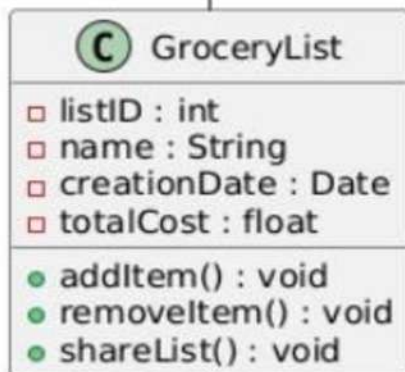 C GroceryList
listID : int
name : String
creationDate : Date
totalCost : float
addItem() : void
removeItem() : void
shareList() : void